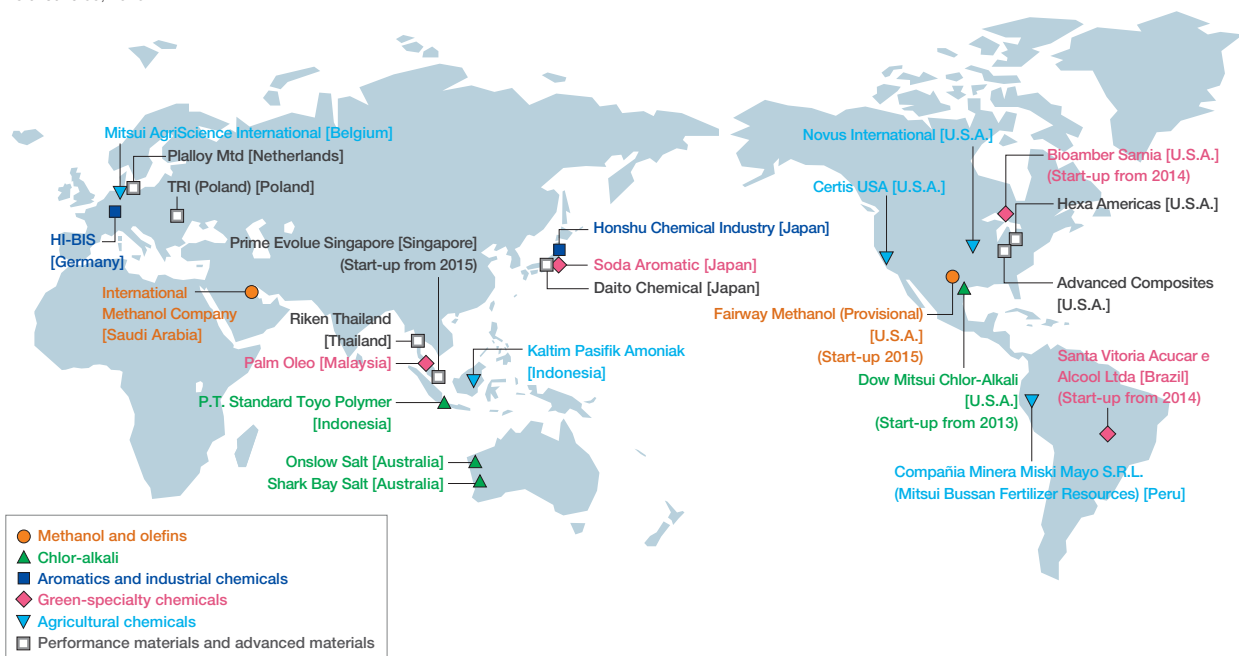 Mitsui AgriScience International [Belgium]
Plalloy Mtd [Netherlands]
TRI (Poland) [Poland]
HI-BIS
[Germany]
Prime Evolue Singapore [Singapore]
(Start-up from 2015)
International
Methanol Company
[Saudi Arabia]
Riken Thailand
[Thailand]
Palm Oleo [Malaysia]
P.T. Standard Toyo Polymer
[Indonesia]
Onslow Salt [Australia]
Shark Bay Salt [Australia]
Honshu Chemical Industry [Japan]
Soda Aromatic [Japan]
Daito Chemical [Japan]
Kaltim Pasifik Amoniak
[Indonesia]
Novus International [U.S.A.]
Certis USA [U.S.A.]
Bioamber Sarnia [U.S.A.]
(Start-up from 2014)
Hexa Americas [U.S.A.]
Advanced Composites
[U.S.A.]
Fairway Methanol (Provisional)
[U.S.A.]
(Start-up 2015)
Dow Mitsui Chlor-Alkali
[U.S.A.]
(Start-up from 2013)
Santa Vitoria Acucar e
Alcool Ltda [Brazil]
(Start-up from 2014)
Compañia Minera Miski Mayo S.R.L.
(Mitsui Bussan Fertilizer Resources) [Peru]
Methanol and olefins
Chlor-alkali
Aromatics and industrial chemicals
Green-specialty chemicals
Agricultural chemicals
Performance materials and advanced materials